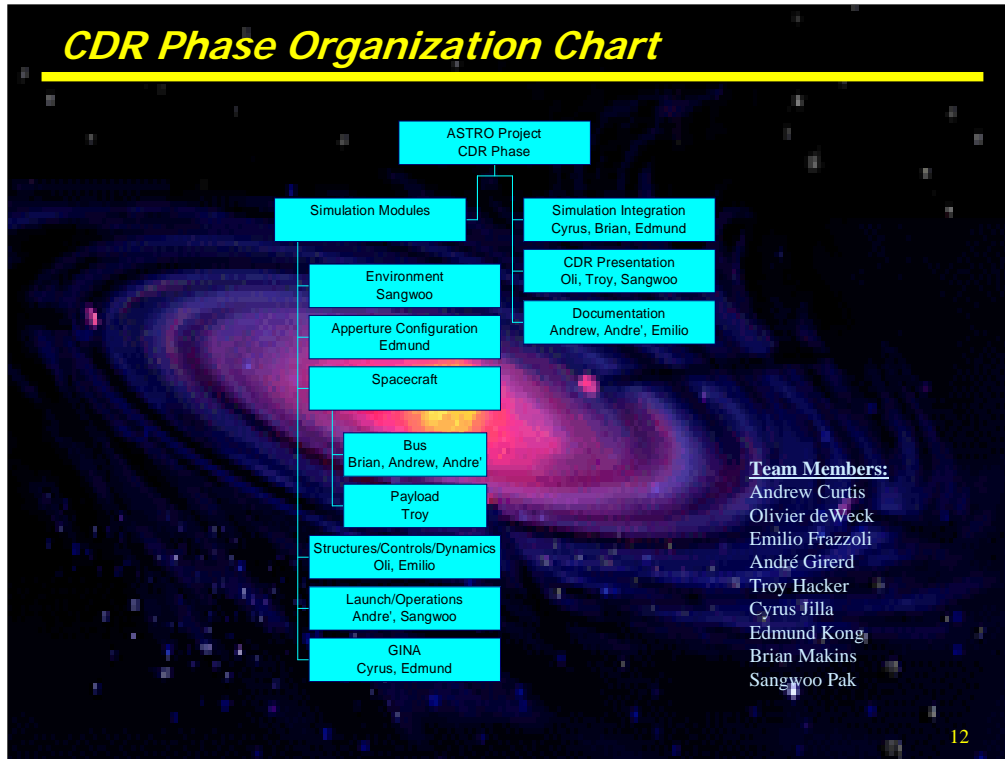 CDR Phase Organization Chart
ASTRO Project
CDR Phase
Simulation Modules
Environment
Sangwoo
Apperture Configuration
Edmund
Spacecraft
Bus
Brian, Andrew, Andre'
Payload
Troy
Structures/Controls/Dynamics
Oli, Emilio
Launch/Operations
Andre', Sangwoo
GINA
Cyrus, Edmund
Simulation Integration
Cyrus, Brian, Edmund
CDR Presentation
Oli, Troy, Sangwoo
Documentation
Andrew, Andre', Emilio
Team Members:
Andrew Curtis
Olivier deWeck
Emilio Frazzoli
André Girerd
Troy Hacker
Cyrus Jilla
Edmund Kong
Brian Makins
Sangwoo Pak
12